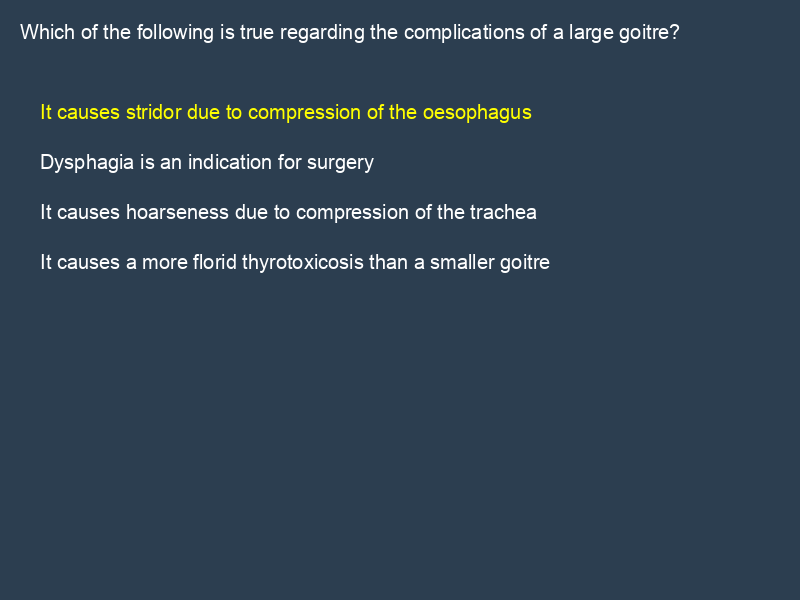 Which of the following is true regarding the complications of a large goitre?
It causes stridor due to compression of the oesophagus
Dysphagia is an indication for surgery
It causes hoarseness due to compression of the trachea
It causes a more florid thyrotoxicosis than a smaller goitre